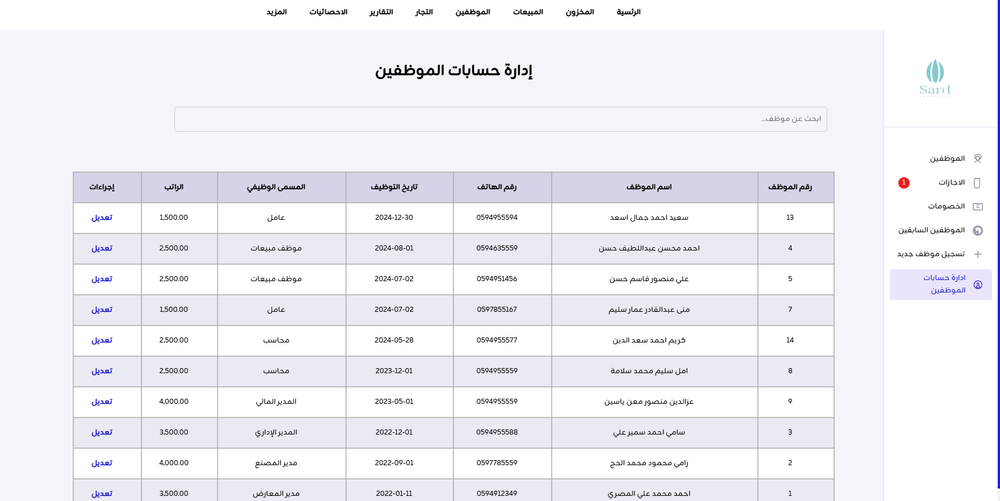 الرئسية المخزون المبيعات الموظفين التجار التقارير الاحصائيات المزيد
Sard
الموظفين
الاجازات 1
الخصومات
الموظفين السابقين
تسجيل موظف جديد
ادارة حسابات
الموظفين
إدارة حسابات الموظفين
ابحث عن موظف...
رقم الموظف اسم الموظف رقم الهاتف تاريخ التوظيف المسمى الوظيفي الراتب إجراءات
13 سعيد احمد جمال اسعد 0594955594 2024-12-30 عامل 1,500.00 تعديل
4 احمد محسن عبداللطيف حسن 0594635559 2024-08-01 موظف مبيعات 2,500.00 تعديل
5 علي منصور قاسم حسن 0594951456 2024-07-02 موظف مبيعات 2,500.00 تعديل
7 منى عبدالقادر عمار سليم 0597855167 2024-07-02 عامل 1,500.00 تعديل
14 كريم احمد سعد الدين 0594955577 2024-05-28 محاسب 2,500.00 تعديل
8 امل سليم محمد سلامة 0594955559 2023-12-01 محاسب 2,500.00 تعديل
9 عزالدين منصور معن ياسين 0594955559 2023-05-01 المدير المالي 4,000.00 تعديل
3 سامي احمد سمير علي 0594955588 2022-12-01 المدير الإداري 3,500.00 تعديل
2 رامي محمود محمد الحج 0597785559 2022-09-01 مدير المصنع 4,000.00 تعديل
1 احمد محمد علي المصري 0594912349 2022-01-11 مدير المعارض 3,500.00 تعديل